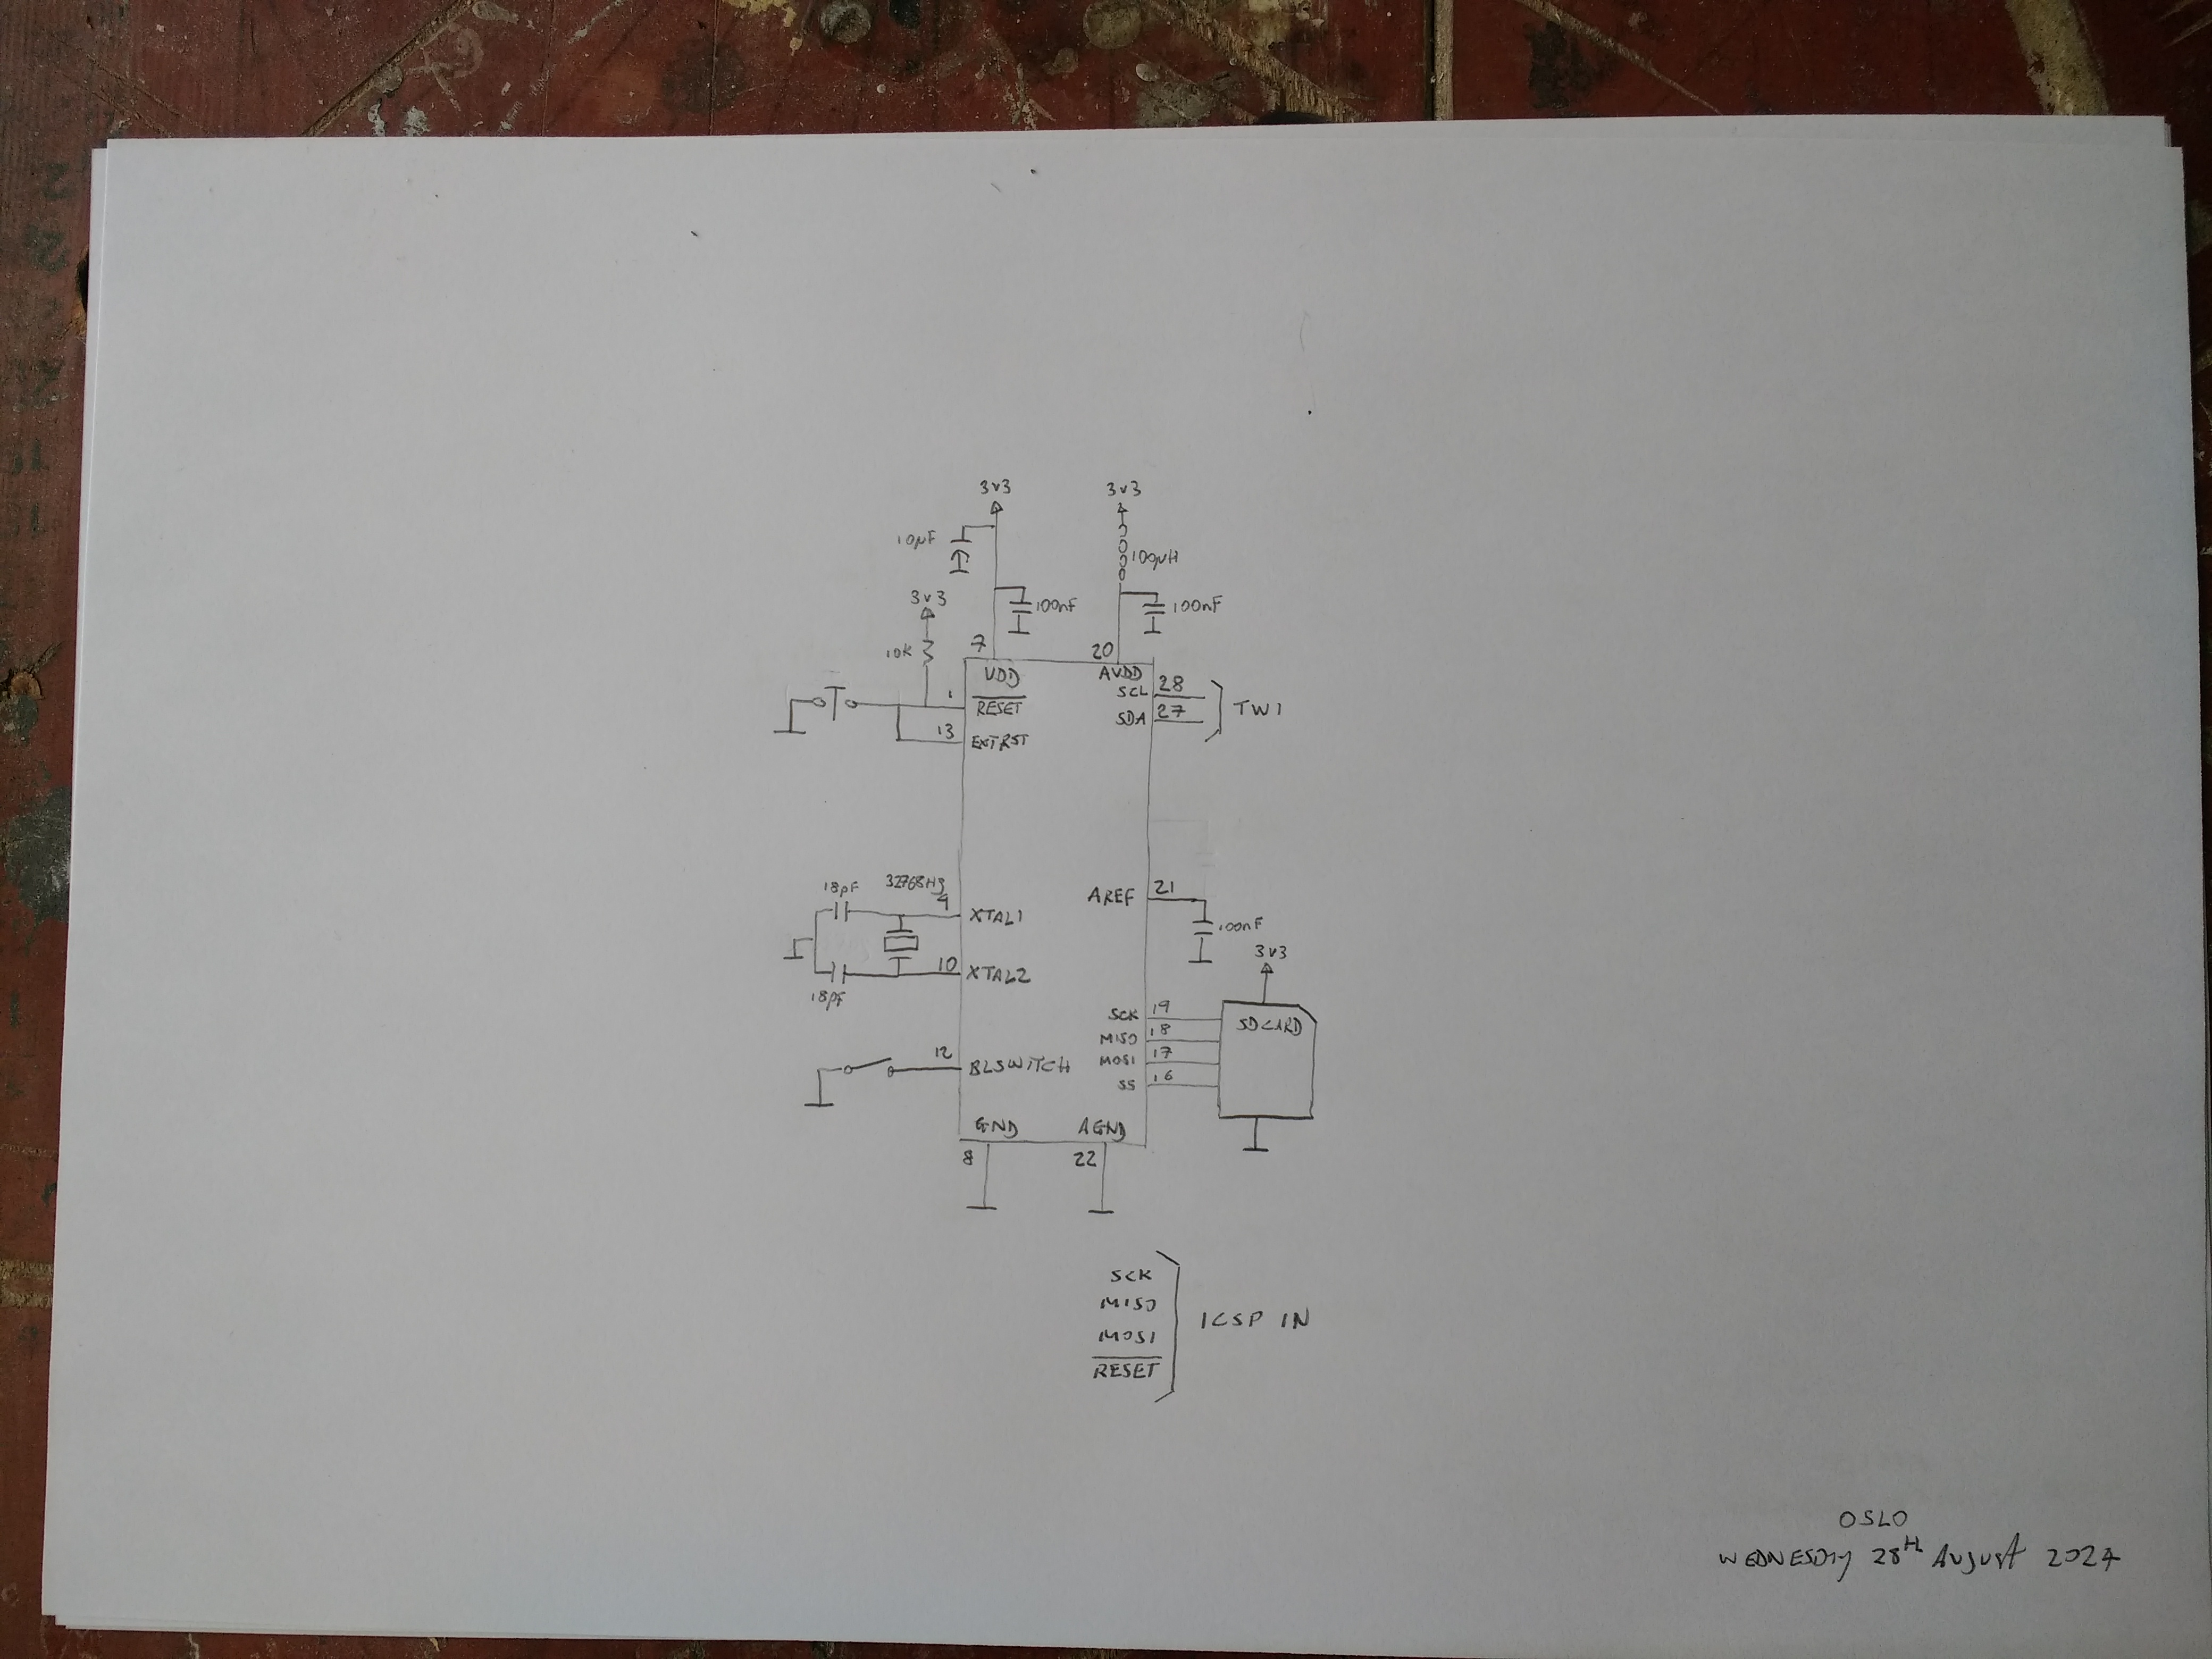 3v3 3v3
10µF
100µH
3v3
100nF 100nF
10K
7 20
VDD AVDD
1 RESET SCL 28
SDA 27 TWI
13 EXTRST
18pF 32768Hz
9 XTAL1
AREF 21
100nF
10 XTAL2
18pF
3v3
SCK 19
SDCARD
MISO 18
12 BLSWITCH MOSI 17
SS 16
GND AGND
8 22
SCK
MISO
MOSI
RESET
ICSP IN
OSLO
WEDNESDAY 28TH AUGUST 2024